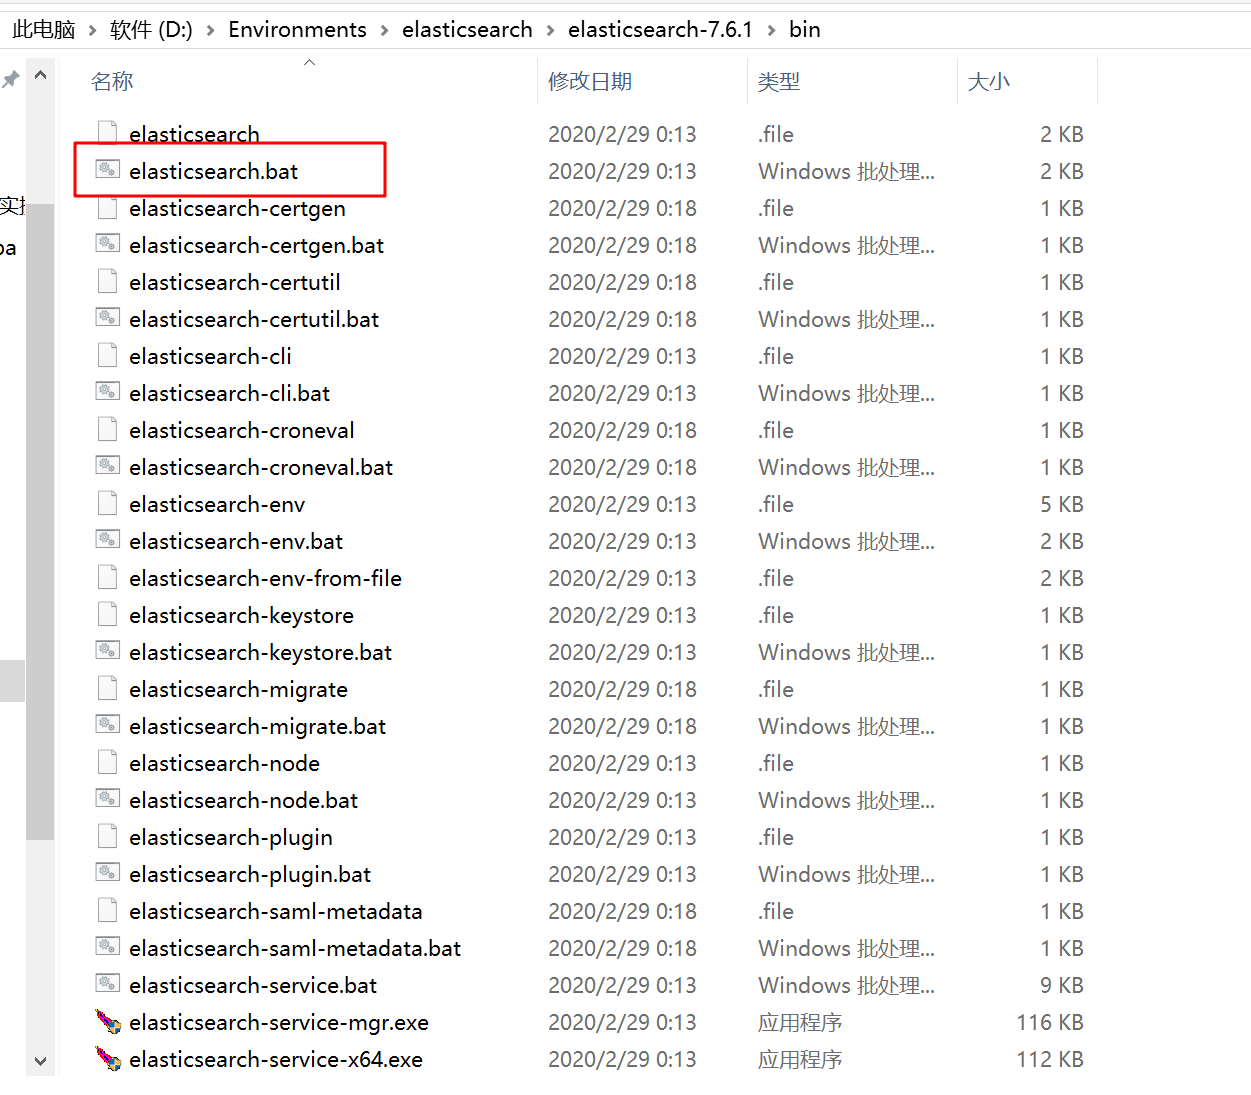 此电脑 > 软件 (D:) > Environments > elasticsearch > elasticsearch-7.6.1 > bin
名称 修改日期 类型 大小
elasticsearch 2020/2/29 0:13 .file 2 KB
elasticsearch.bat 2020/2/29 0:13 Windows 批处理... 2 KB
elasticsearch-certgen 2020/2/29 0:18 .file 1 KB
elasticsearch-certgen.bat 2020/2/29 0:18 Windows 批处理... 1 KB
elasticsearch-certutil 2020/2/29 0:18 .file 1 KB
elasticsearch-certutil.bat 2020/2/29 0:18 Windows 批处理... 1 KB
elasticsearch-cli 2020/2/29 0:13 .file 1 KB
elasticsearch-cli.bat 2020/2/29 0:13 Windows 批处理... 1 KB
elasticsearch-croneval 2020/2/29 0:18 .file 1 KB
elasticsearch-croneval.bat 2020/2/29 0:18 Windows 批处理... 1 KB
elasticsearch-env 2020/2/29 0:13 .file 5 KB
elasticsearch-env.bat 2020/2/29 0:13 Windows 批处理... 2 KB
elasticsearch-env-from-file 2020/2/29 0:13 .file 2 KB
elasticsearch-keystore 2020/2/29 0:13 .file 1 KB
elasticsearch-keystore.bat 2020/2/29 0:13 Windows 批处理... 1 KB
elasticsearch-migrate 2020/2/29 0:18 .file 1 KB
elasticsearch-migrate.bat 2020/2/29 0:18 Windows 批处理... 1 KB
elasticsearch-node 2020/2/29 0:13 .file 1 KB
elasticsearch-node.bat 2020/2/29 0:13 Windows 批处理... 1 KB
elasticsearch-plugin 2020/2/29 0:13 .file 1 KB
elasticsearch-plugin.bat 2020/2/29 0:13 Windows 批处理... 1 KB
elasticsearch-saml-metadata 2020/2/29 0:18 .file 1 KB
elasticsearch-saml-metadata.bat 2020/2/29 0:18 Windows 批处理... 1 KB
elasticsearch-service.bat 2020/2/29 0:13 Windows 批处理... 9 KB
elasticsearch-service-mgr.exe 2020/2/29 0:13 应用程序 116 KB
elasticsearch-service-x64.exe 2020/2/29 0:13 应用程序 112 KB